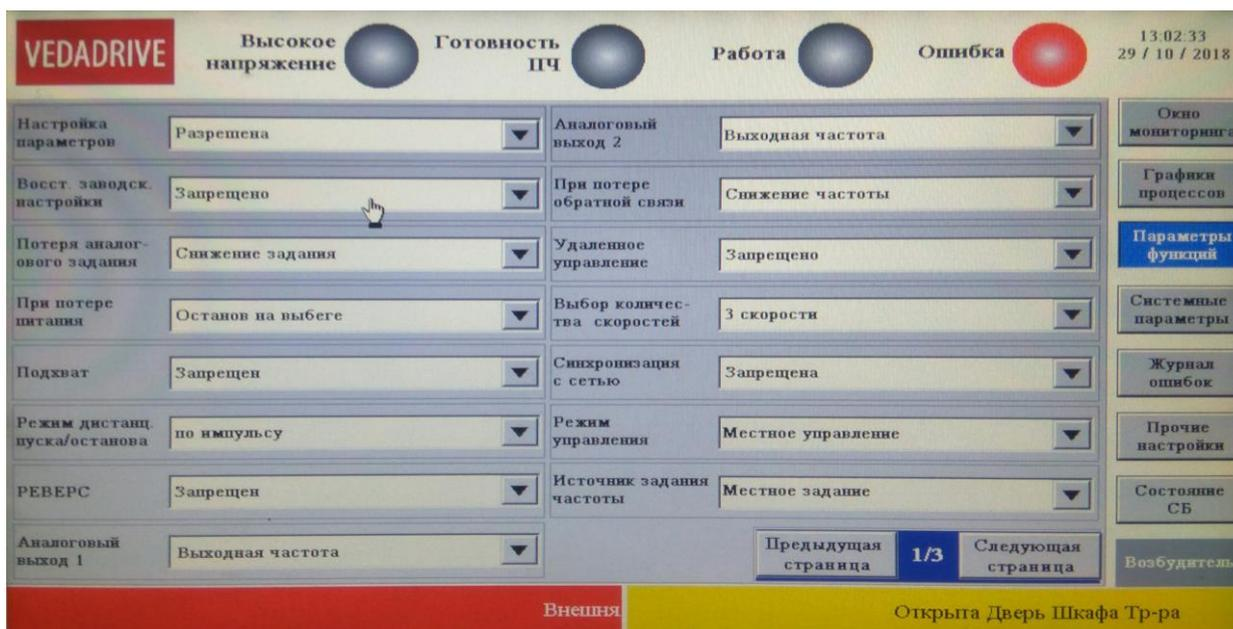 VEDADRIVE
Высокое
напряжение
Готовность
ПЧ
Работа
Ошибка
13:02:33
29 / 10 / 2018
Настройка
параметров
Разрешена
Аналоговый
выход 2
Выходная частота
Окно
мониторинга
Восст. заводск.
настройки
Запрещено
При потере
обратной связи
Снижение частоты
Графики
процессов
Потеря аналог-
ового задания
Снижение задания
Удаленное
управление
Запрещено
Параметры
функций
При потере
питания
Останов на выбеге
Выбор количес-
тва скоростей
3 скорости
Системные
параметры
Подхват
Запрещен
Синхронизация
с сетью
Запрещена
Журнал
ошибок
Режим дистанц.
пуска/останова
по импульсу
Режим
управления
Местное управление
Прочие
настройки
РЕВЕРС
Запрещен
Источник задания
частоты
Местное задание
Состояние
СБ
Аналоговый
выход 1
Выходная частота
Предыдущая
страница
1/3
Следующая
страница
Возбудитель
Внешня
Открыта Дверь Шкафа Тр-ра